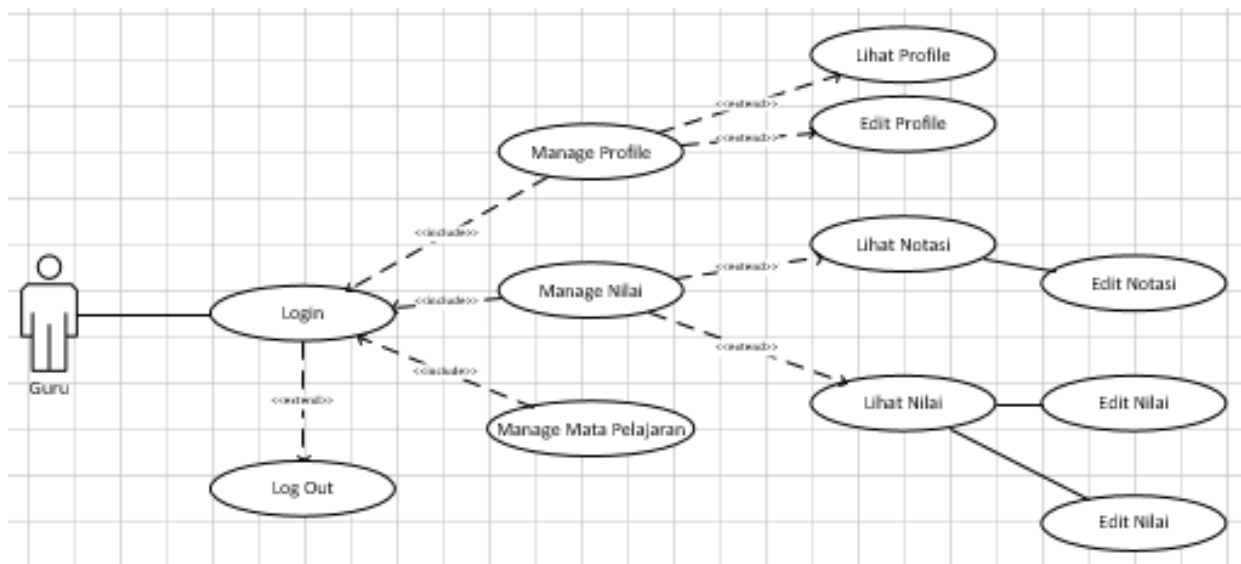 Lihat Profile
<<extend>>
Edit Profile
<<extend>>
Manage Profile
<<include>>
Lihat Notasi
<<extend>>
Edit Notasi
Manage Nilai
<<include>>
Login
Guru
<<extend>>
<<include>>
Lihat Nilai
Edit Nilai
<<extend>>
Manage Mata Pelajaran
Log Out
Edit Nilai